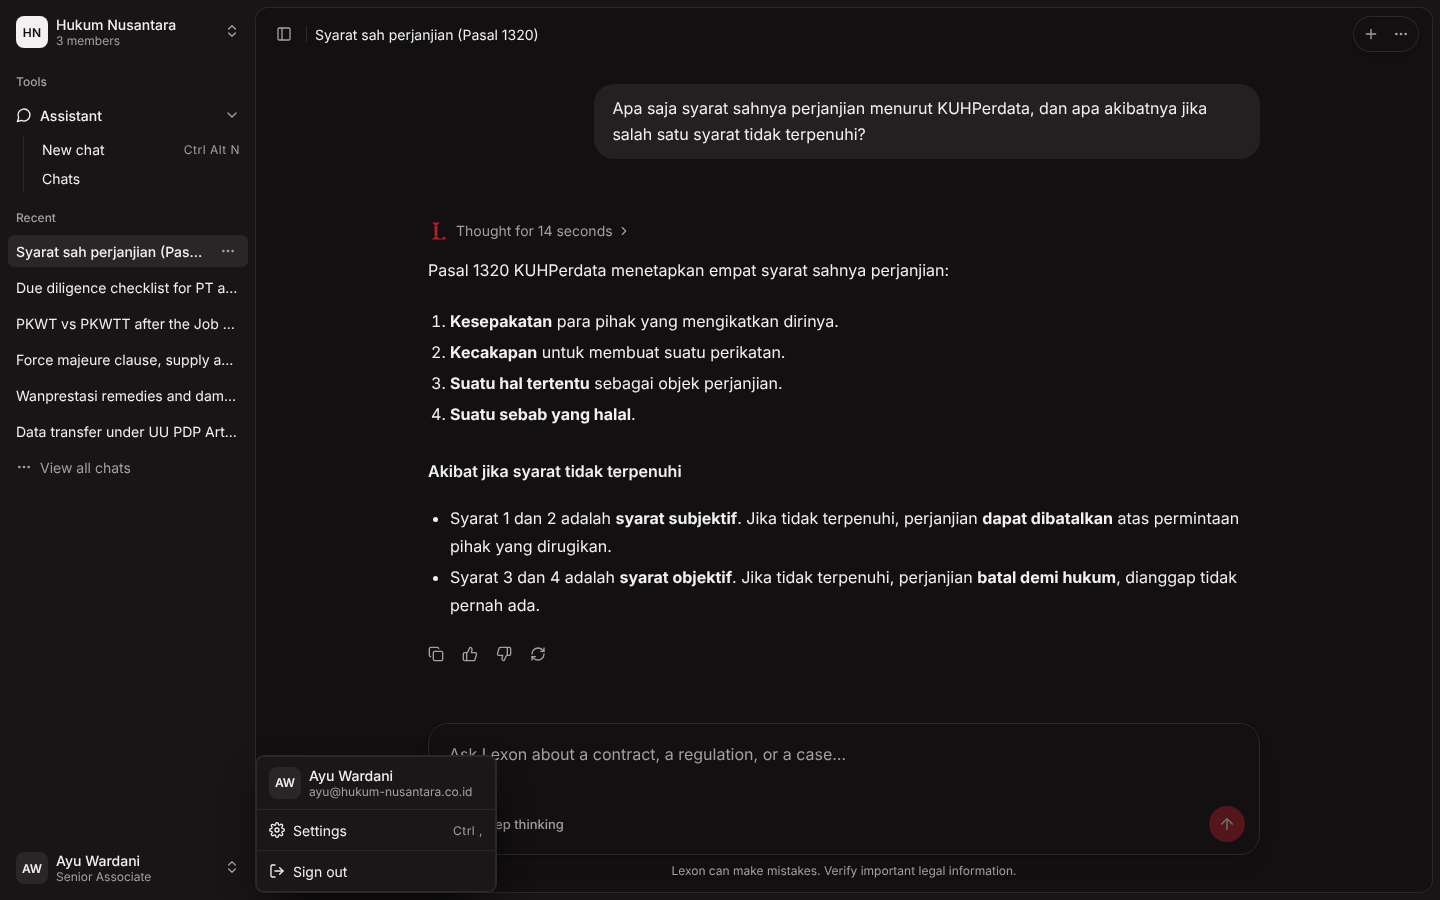 HN
Hukum Nusantara
3 members
Tools
Assistant
New chat
Ctrl Alt N
Chats
Recent
Syarat sah perjanjian (Pas...
Due diligence checklist for PT a...
PKWT vs PKWTT after the Job ...
Force majeure clause, supply a...
Wanprestasi remedies and dam...
Data transfer under UU PDP Art...
View all chats
AW
Ayu Wardani
Senior Associate
Syarat sah perjanjian (Pasal 1320)
Apa saja syarat sahnya perjanjian menurut KUHPerdata, dan apa akibatnya jika
salah satu syarat tidak terpenuhi?
L
Thought for 14 seconds
Pasal 1320 KUHPerdata menetapkan empat syarat sahnya perjanjian:
1. Kesepakatan para pihak yang mengikatkan dirinya.
2. Kecakapan untuk membuat suatu perikatan.
3. Suatu hal tertentu sebagai objek perjanjian.
4. Suatu sebab yang halal.
Akibat jika syarat tidak terpenuhi
• Syarat 1 dan 2 adalah syarat subjektif. Jika tidak terpenuhi, perjanjian dapat dibatalkan atas permintaan
pihak yang dirugikan.
• Syarat 3 dan 4 adalah syarat objektif. Jika tidak terpenuhi, perjanjian batal demi hukum, dianggap tidak
pernah ada.
Ask Lexon about a contract, a regulation, or a case...
thinking
Lexon can make mistakes. Verify important legal information.
AW
Ayu Wardani
ayu@hukum-nusantara.co.id
Settings
Ctrl ,
Sign out